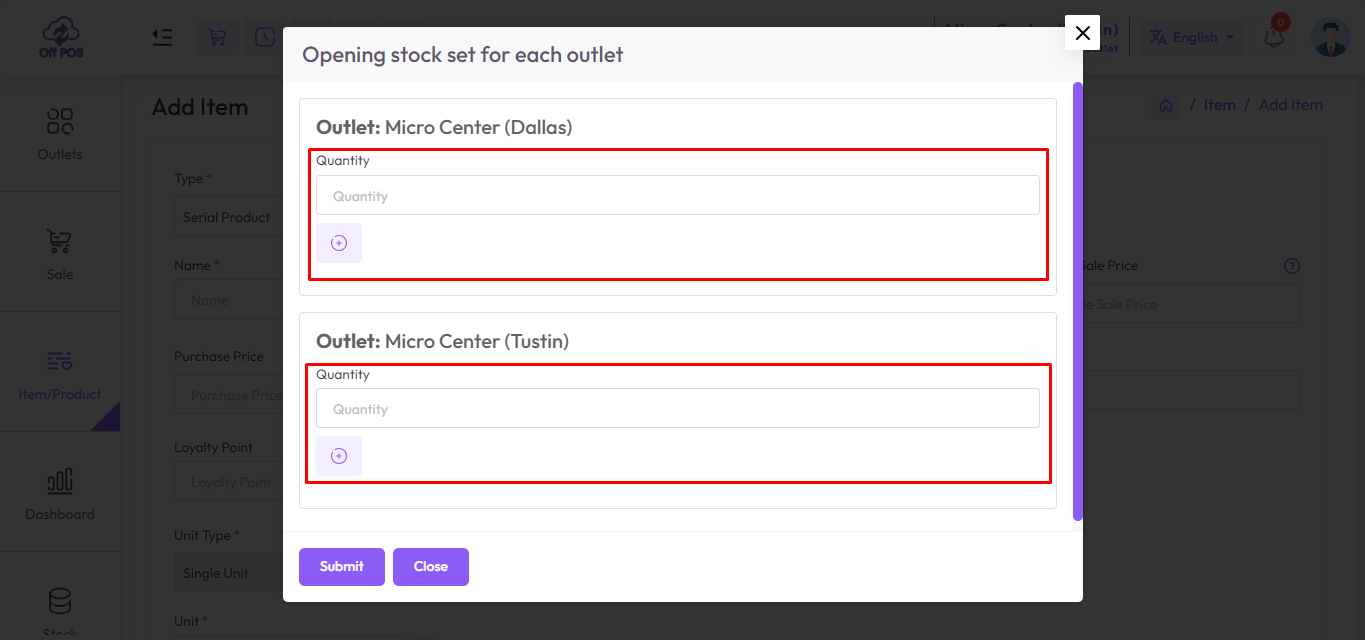 Off POS
English
0
Opening stock set for each outlet
Outlets
Add Item
/ Item / Add Item
Outlet: Micro Center (Dallas)
Quantity
Quantity
Type *
Serial Product
Sale
Name *
Name
Sale Price
Sale Price
Outlet: Micro Center (Tustin)
Quantity
Quantity
Item/Product
Purchase Price
Purchase Price
Loyalty Point
Loyalty Point
Dashboard
Unit Type *
Single Unit
Submit
Close
Unit *
Stock